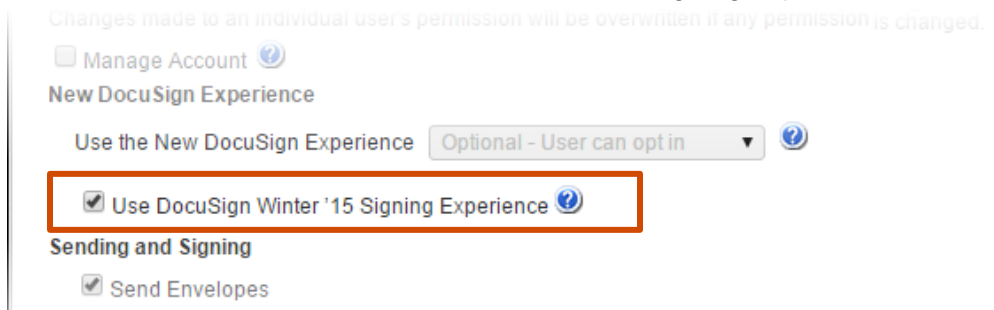 Changes made to an individual user's permission will be overwritten if any permission is changed.
Manage Account
New DocuSign Experience
Use the New DocuSign Experience Optional - User can opt in
Use DocuSign Winter '15 Signing Experience
Sending and Signing
Send Envelopes